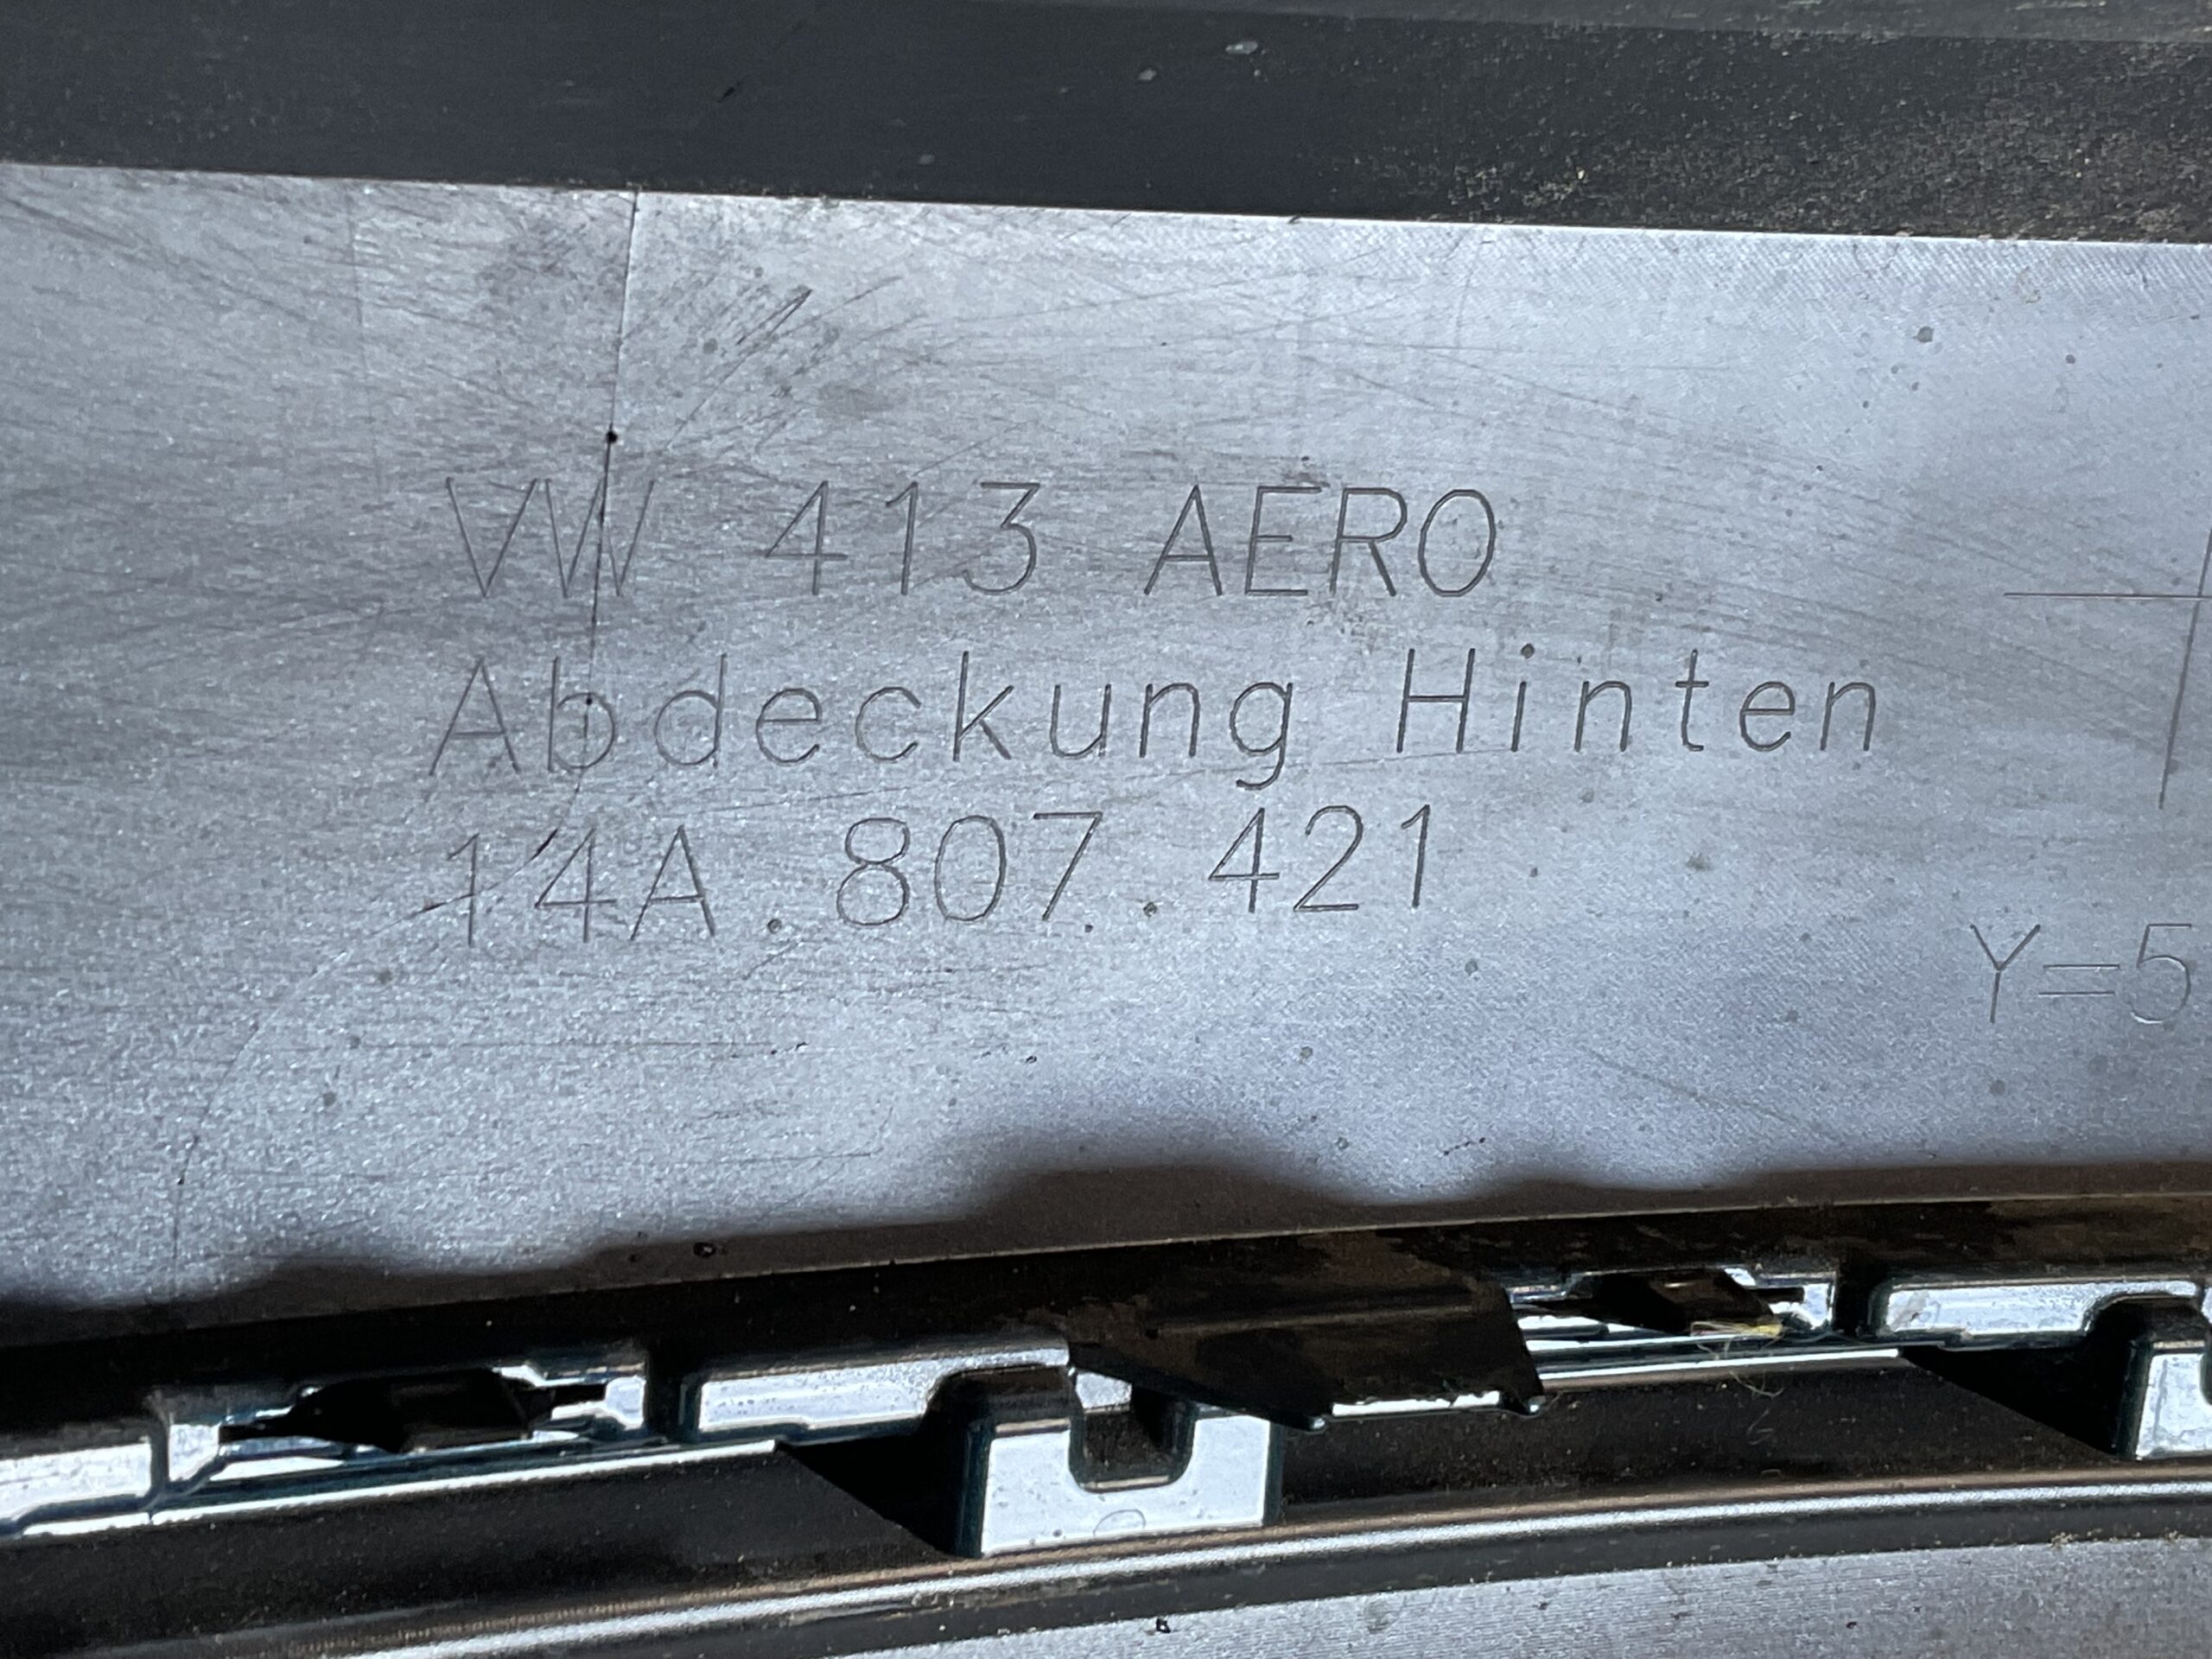 VW 413 AERO
Abdeckung Hinten
14A.807.421
Y=5